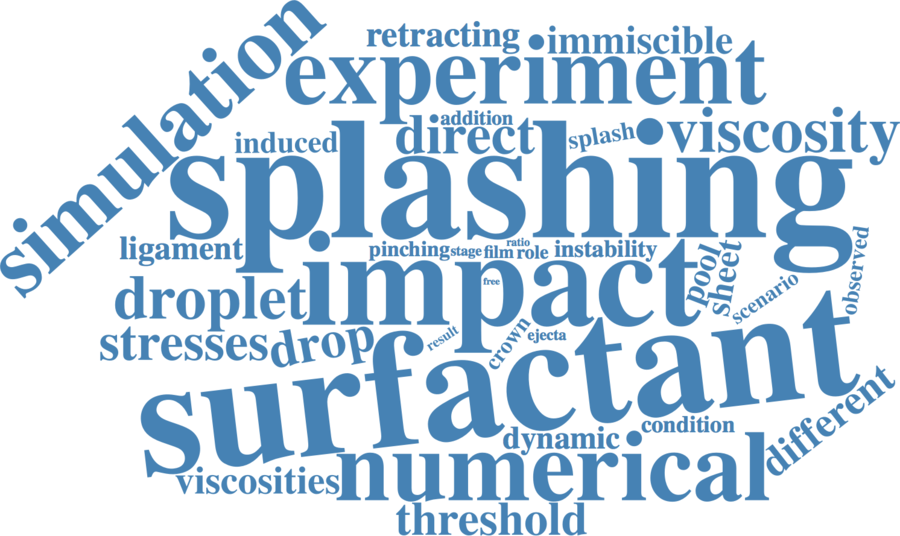 simulation
retracting
immiscible
experiment
addition
direct
splash
viscosity
induced
splashing
ligament
pinching
stage
film
ratio
role
instability
impact
free
pool
sheet
scenario
observed
droplet
stresses
drop
result
crown
ejecta
surfactant
condition
different
dynamic
viscosities
numerical
threshold